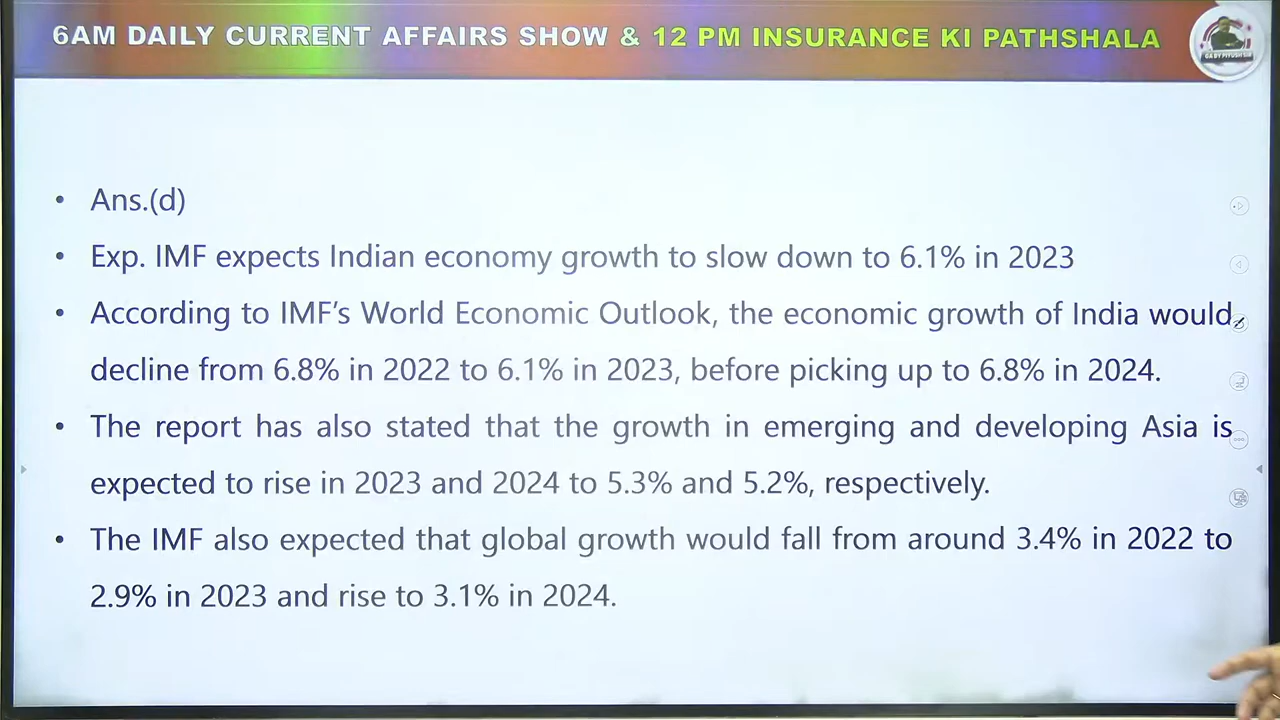 6AM DAILY CURRENT AFFAIRS SHOW & 12 PM INSURANCE KI PATHSHALA
GA BY PIYUSH SIR
• Ans.(d)
• Exp. IMF expects Indian economy growth to slow down to 6.1% in 2023
• According to IMF’s World Economic Outlook, the economic growth of India would
decline from 6.8% in 2022 to 6.1% in 2023, before picking up to 6.8% in 2024.
• The report has also stated that the growth in emerging and developing Asia is
expected to rise in 2023 and 2024 to 5.3% and 5.2%, respectively.
• The IMF also expected that global growth would fall from around 3.4% in 2022 to
2.9% in 2023 and rise to 3.1% in 2024.